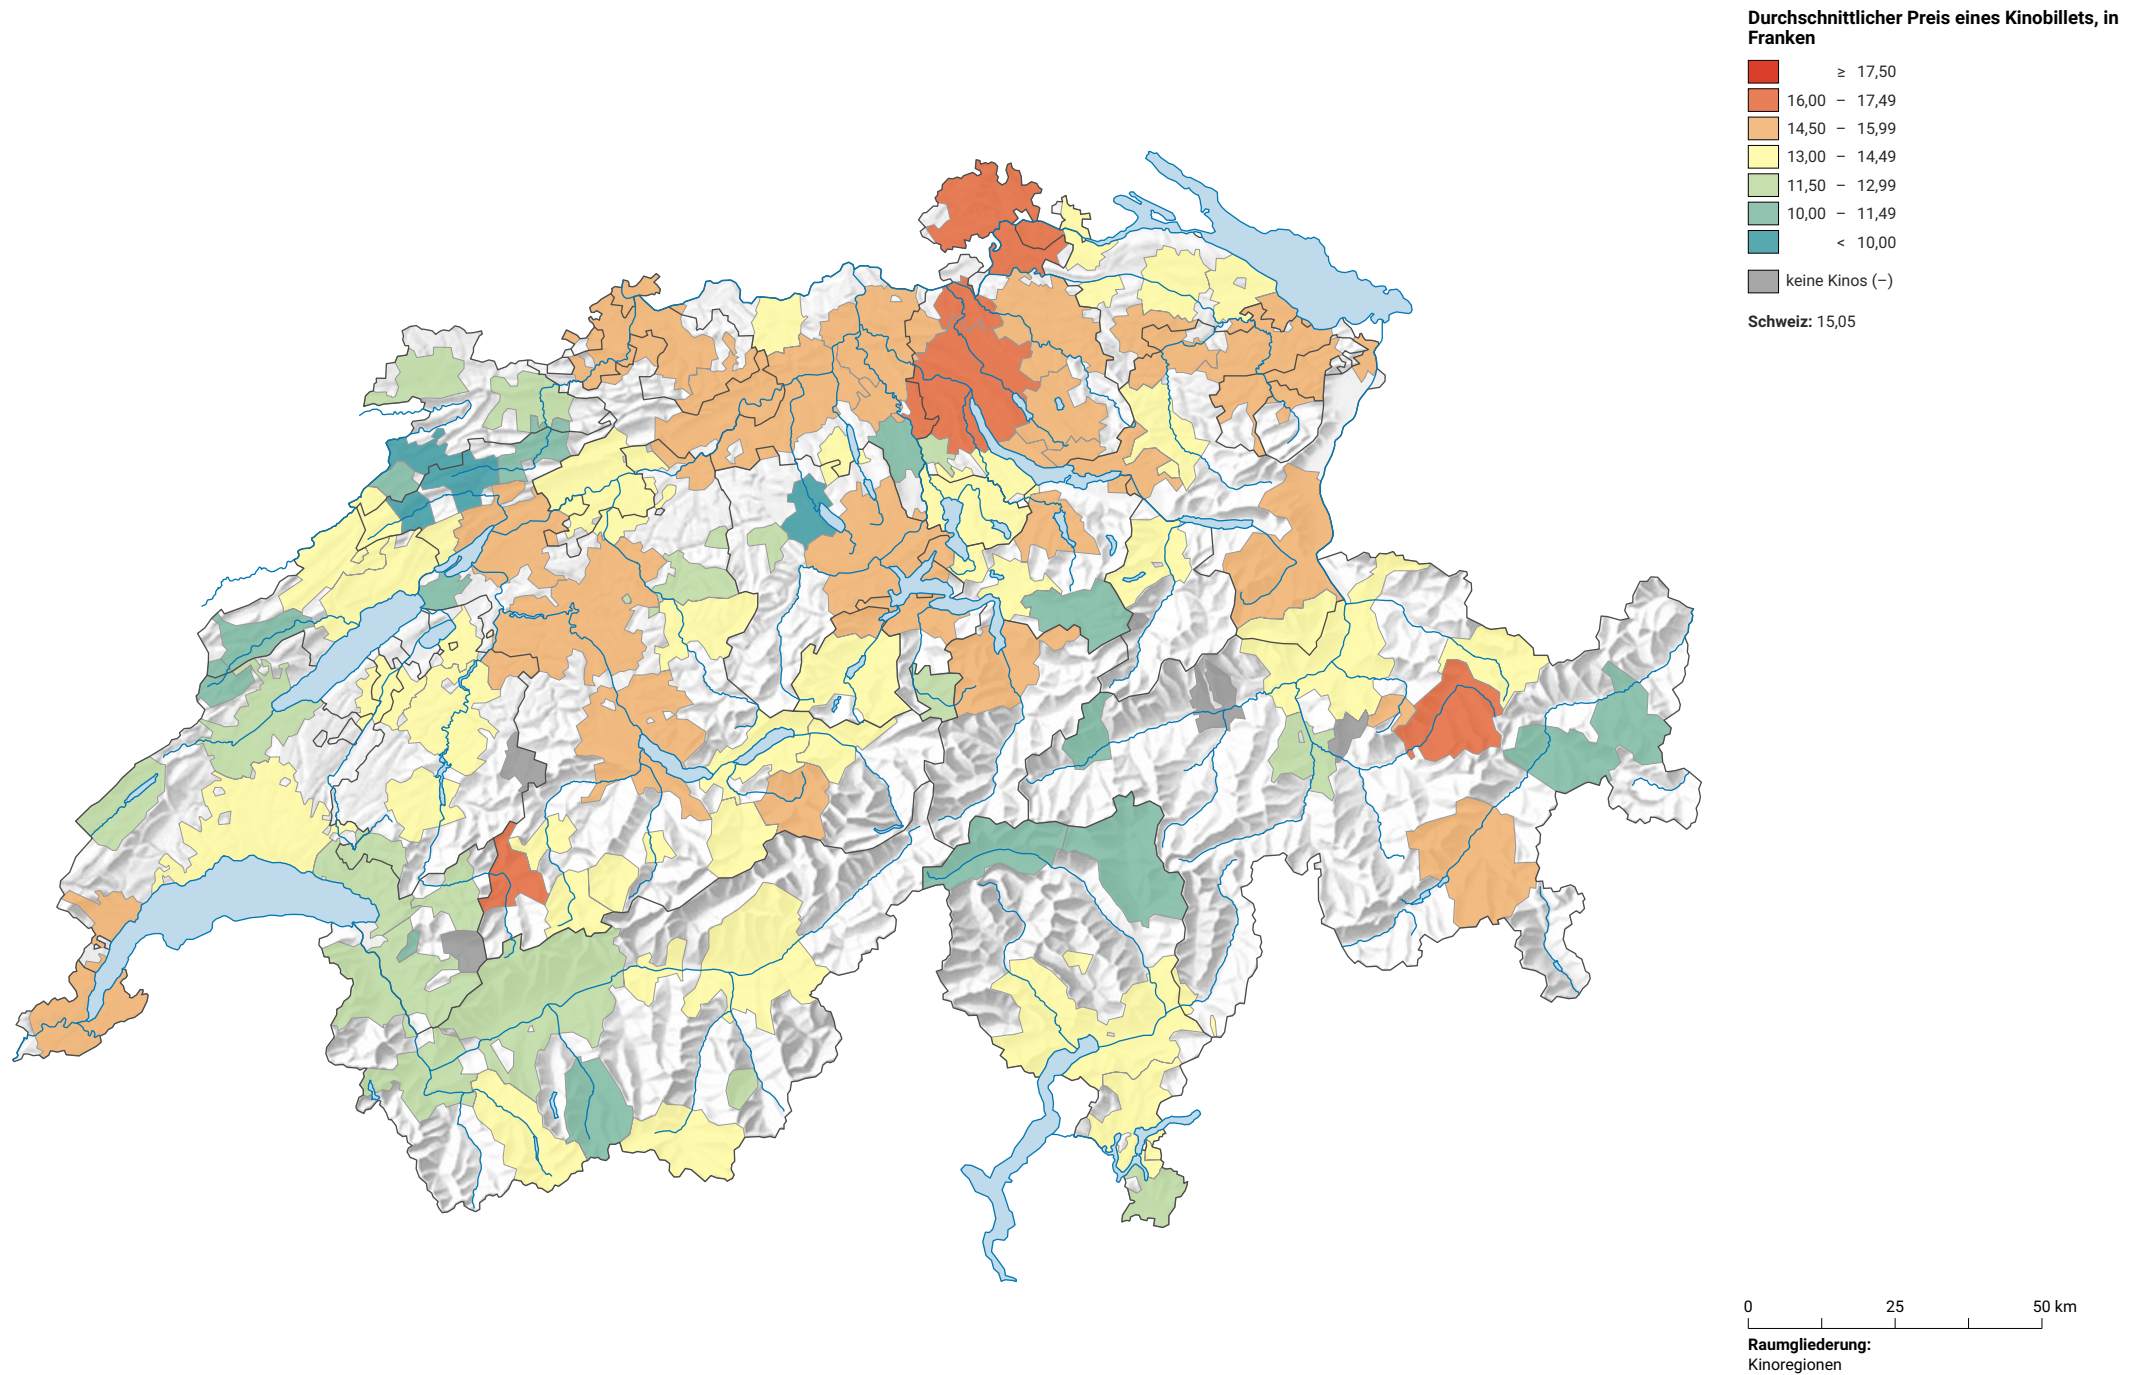 Durchschnittlicher Preis eines Kinobillets, in
Franken
≥ 17,50
16,00 – 17,49
14,50 – 15,99
13,00 – 14,49
11,50 – 12,99
10,00 – 11,49
< 10,00
keine Kinos (–)
Schweiz: 15,05
0 25 50 km
Raumgliederung:
Kinoregionen